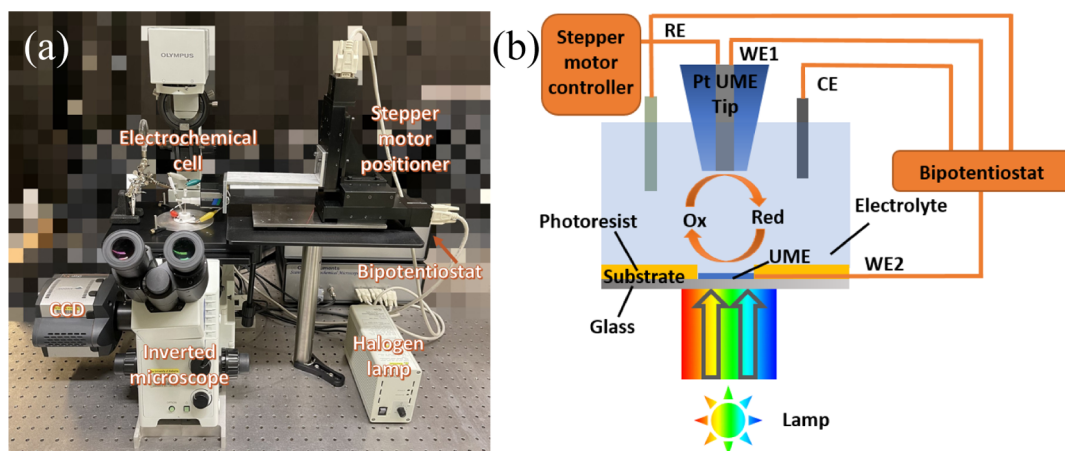 (a)
OLYMPUS
Electrochemical
cell
Stepper
motor
positioner
Bipotentiostat
CCD
Inverted
microscope
Halogen
lamp
(b)
Stepper
motor
controller
RE
WE1
Pt UME
Tip
CE
Bipotentiostat
Ox
Red
Electrolyte
Photoresist
Substrate
UME
WE2
Glass
Lamp